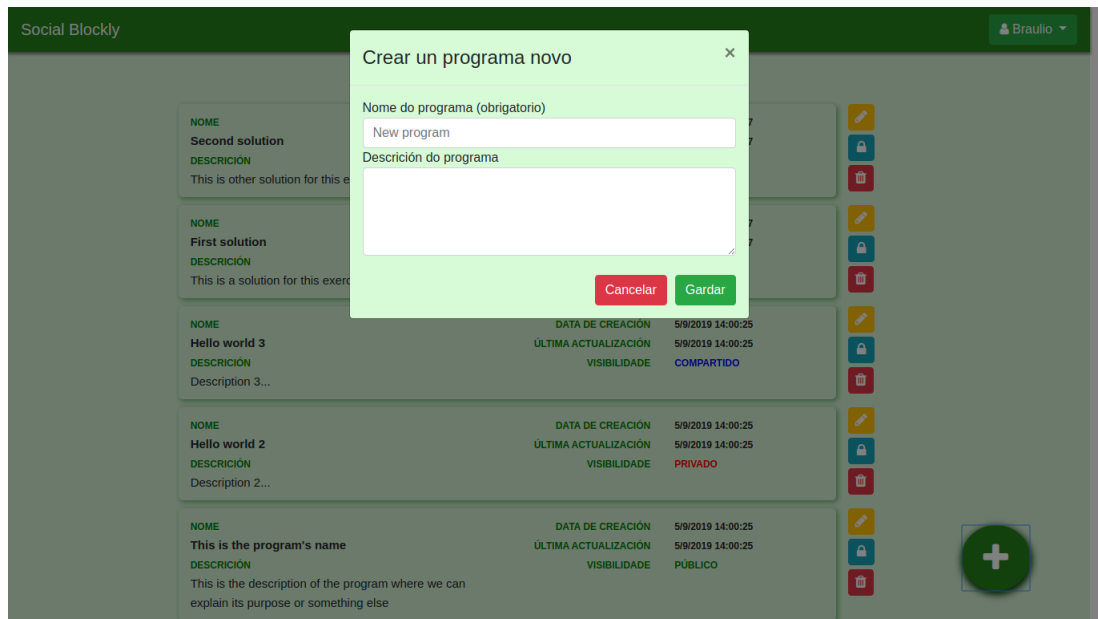 Social Blockly
Braulio
Crear un programa novo
×
Nome do programa (obrigatorio)
New program
Descrición do programa
Cancelar
Gardar
NOME
7
Second solution
7
DESCRICIÓN
This is other solution for this e
NOME
7
First solution
7
DESCRICIÓN
This is a solution for this exerc
NOME DATA DE CREACIÓN 5/9/2019 14:00:25
Hello world 3 ÚLTIMA ACTUALIZACIÓN 5/9/2019 14:00:25
DESCRICIÓN VISIBILIDADE COMPARTIDO
Description 3...
NOME DATA DE CREACIÓN 5/9/2019 14:00:25
Hello world 2 ÚLTIMA ACTUALIZACIÓN 5/9/2019 14:00:25
DESCRICIÓN VISIBILIDADE PRIVADO
Description 2...
NOME DATA DE CREACIÓN 5/9/2019 14:00:25
This is the program's name ÚLTIMA ACTUALIZACIÓN 5/9/2019 14:00:25
DESCRICIÓN VISIBILIDADE PÚBLICO
This is the description of the program where we can
explain its purpose or something else